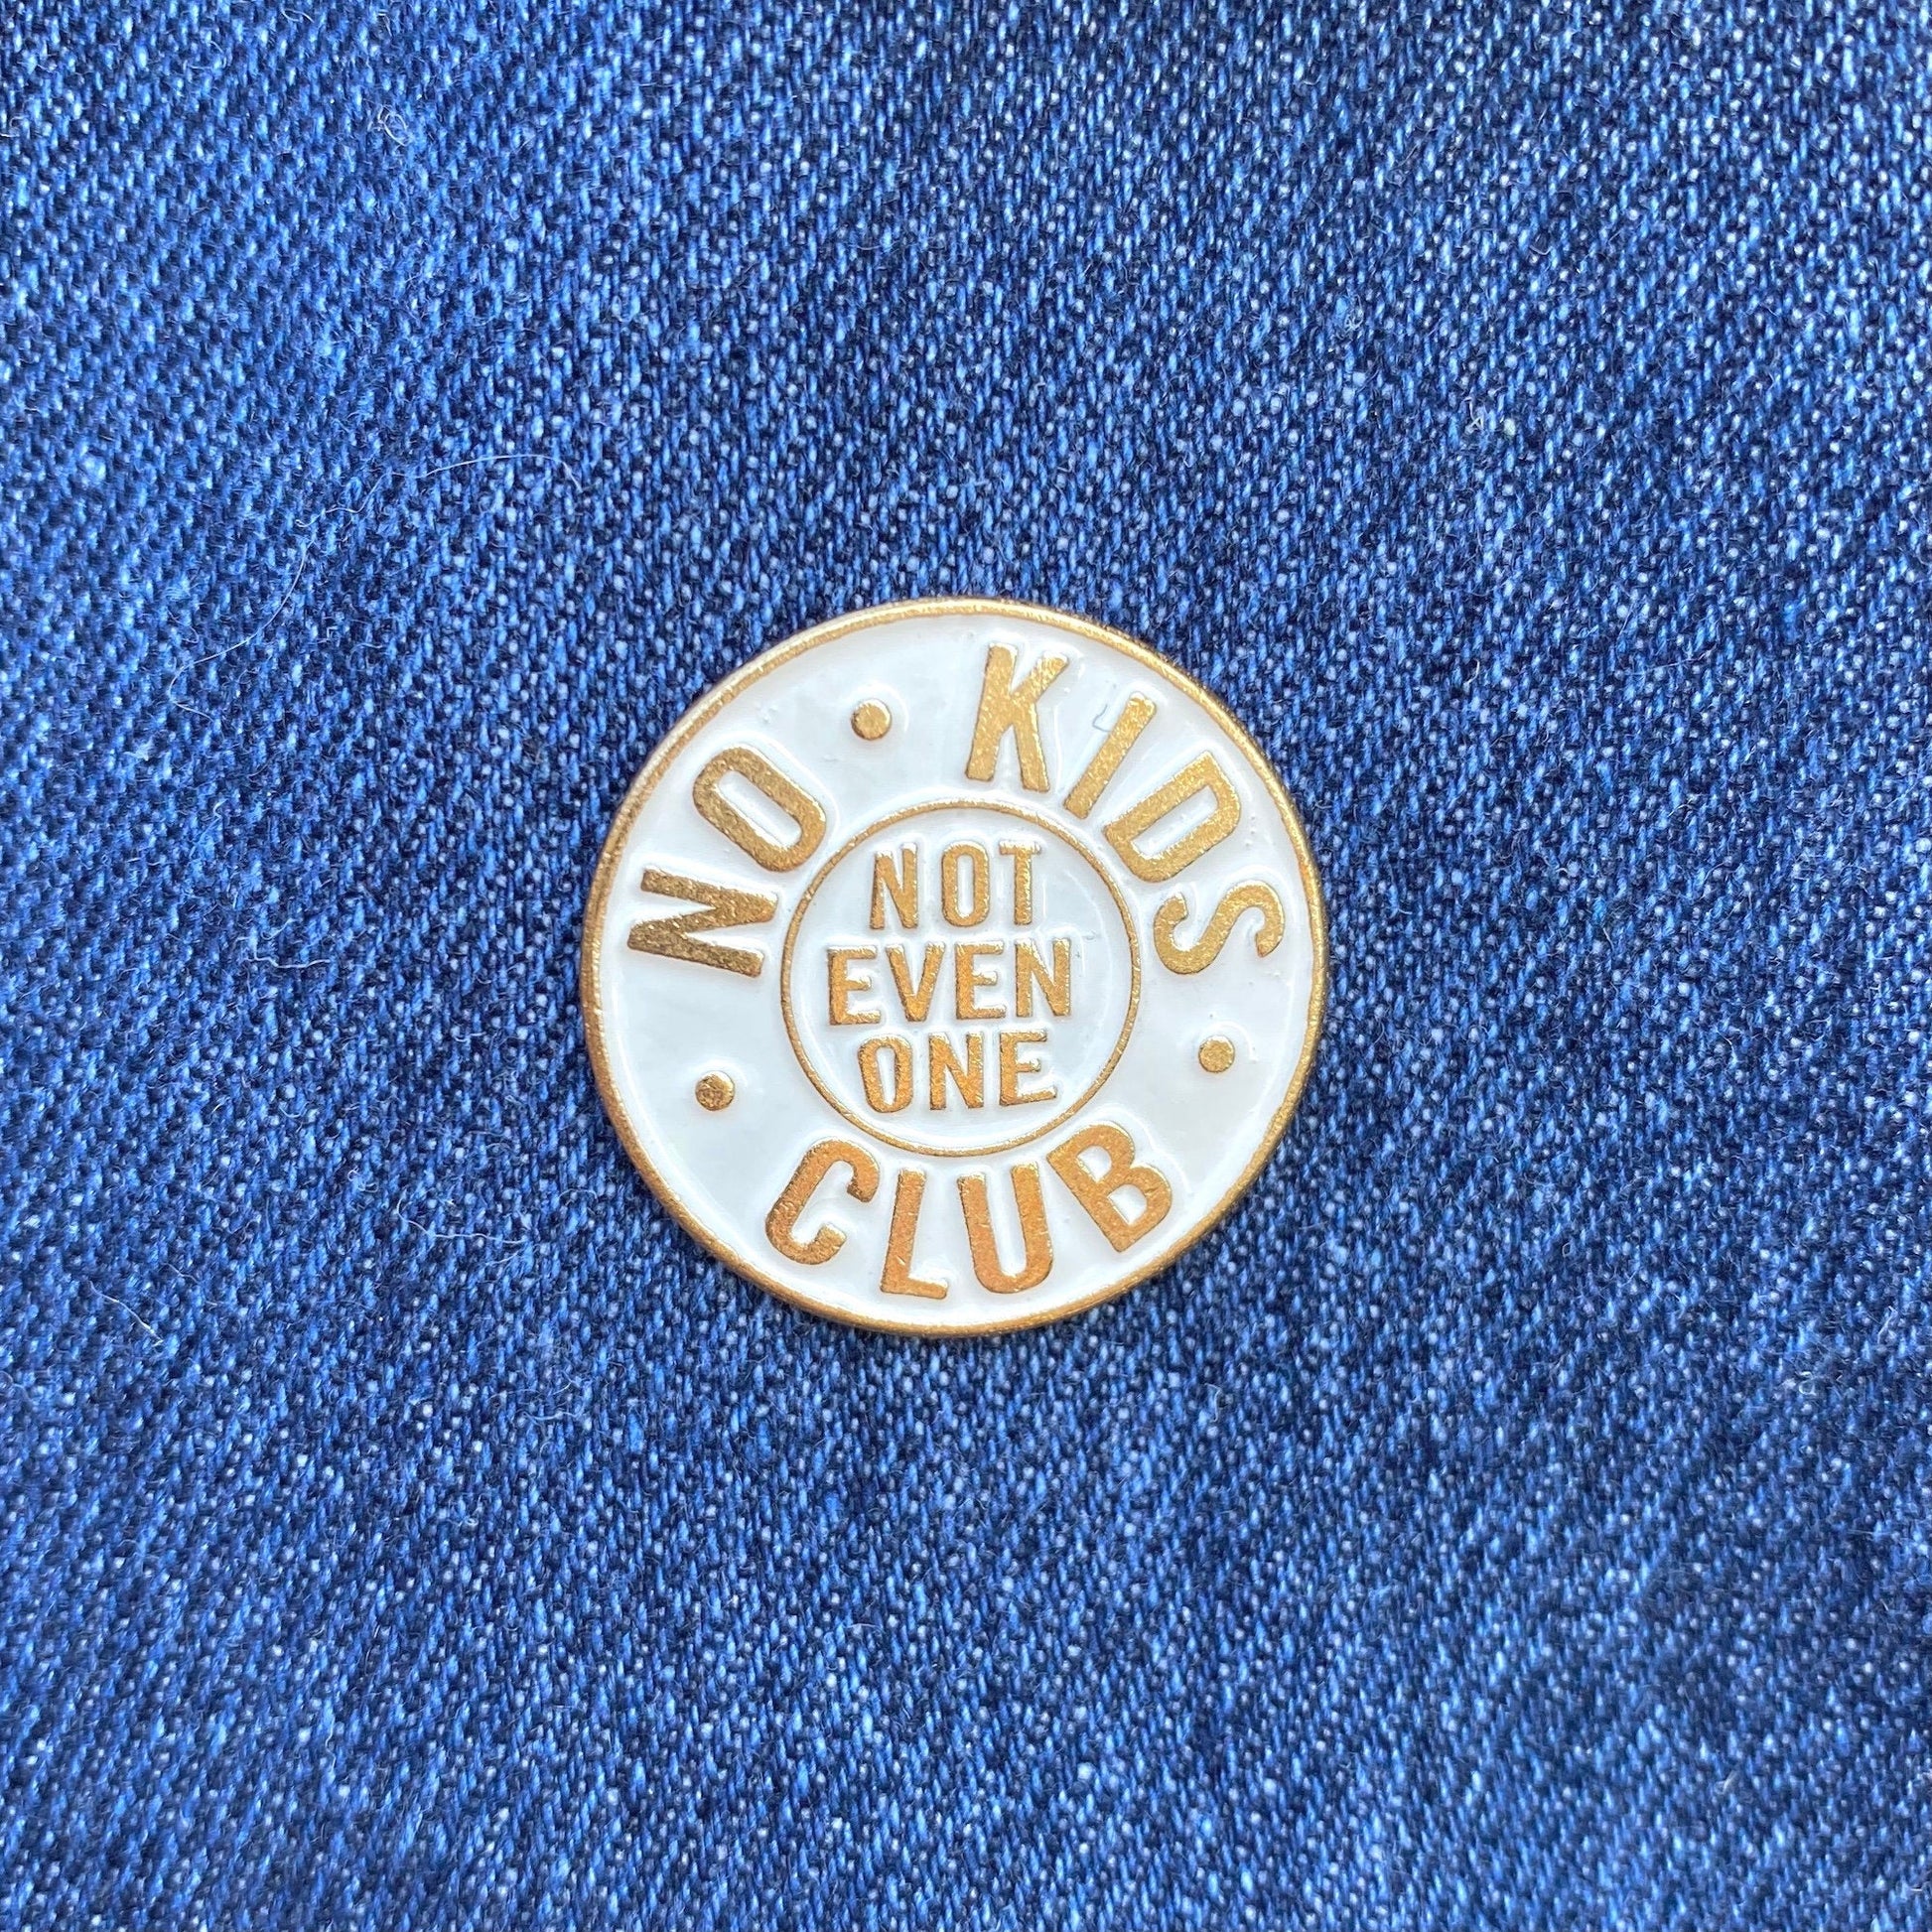 NO • KIDS • CLUB •
NOT
EVEN
ONE